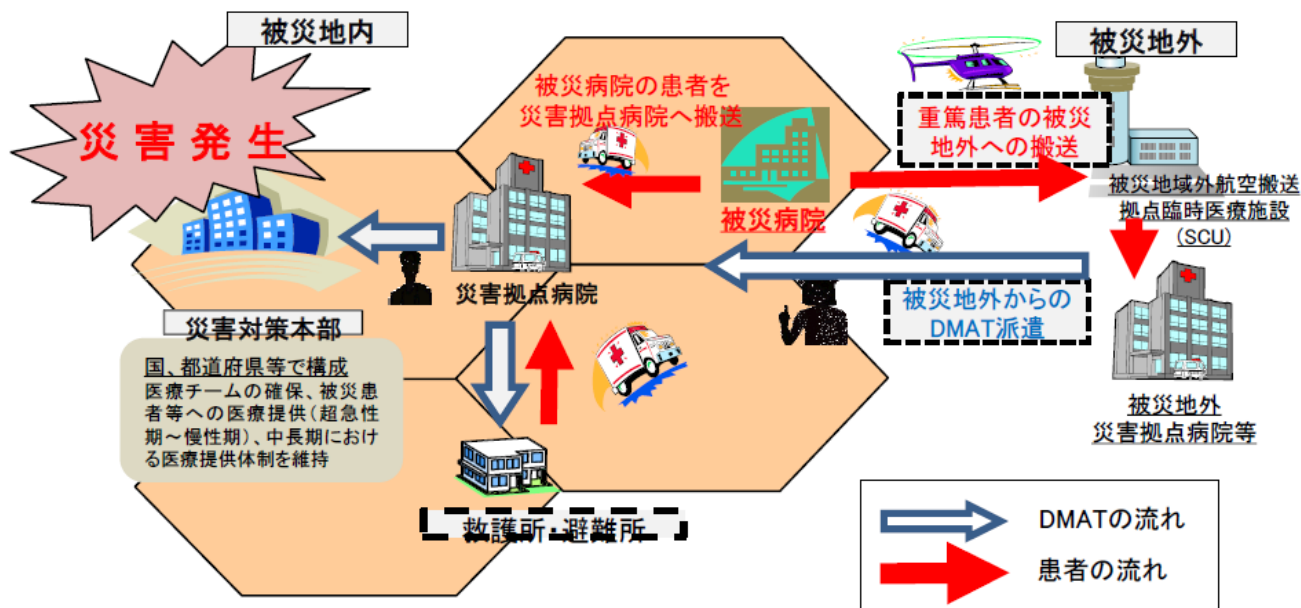 被災地内
被災地外
災害発生
被災病院の患者を
災害拠点病院へ搬送
重篤患者の被災
地外への搬送
被災病院
被災地域外航空搬送
拠点臨時医療施設
(SCU)
災害拠点病院
被災地外からの
DMAT派遣
災害対策本部
国、都道府県等で構成
医療チームの確保、被災患
者等への医療提供(超急性
期~慢性期)、中長期におけ
る医療提供体制を維持
被災地外
災害拠点病院等
救護所・避難所
DMATの流れ
患者の流れ